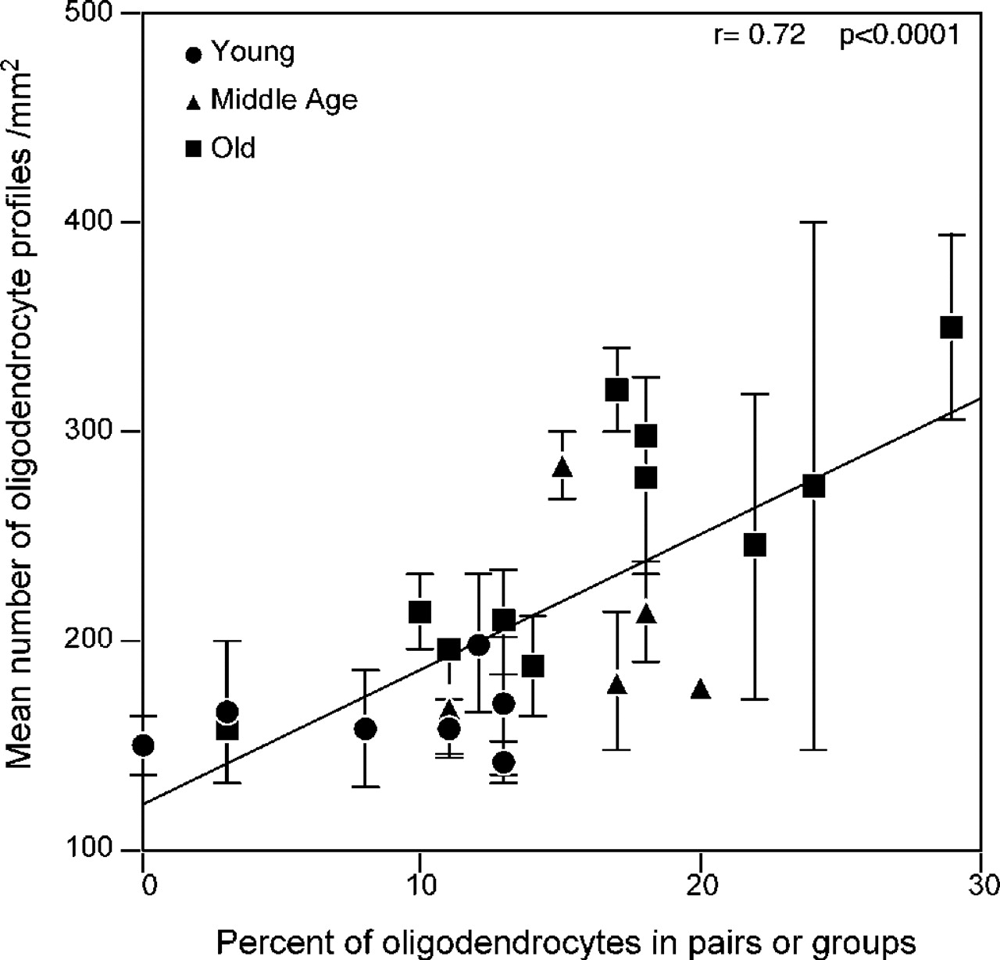 500
r= 0.72 p<0.0001
Young
Middle Age
Old
400
300
200
100
0 10 20 30
Mean number of oligodendrocyte profiles /mm²
Percent of oligodendrocytes in pairs or groups